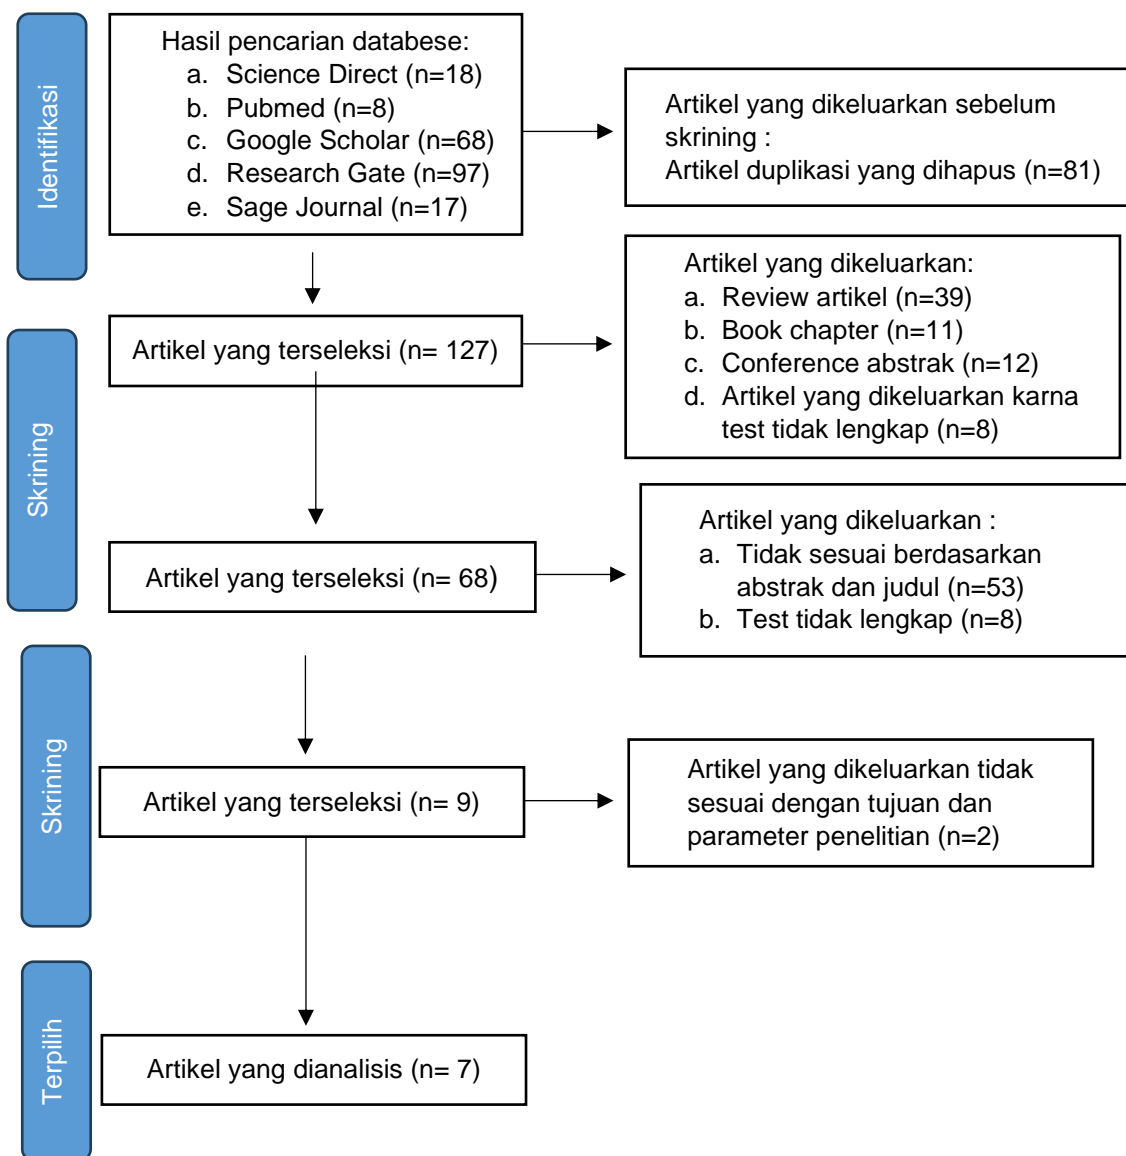 Identifikasi
Hasil pencarian databese:
a. Science Direct (n=18)
b. Pubmed (n=8)
c. Google Scholar (n=68)
d. Research Gate (n=97)
e. Sage Journal (n=17)
Artikel yang dikeluarkan sebelum
skrining :
Artikel duplikasi yang dihapus (n=81)
Skrining
Artikel yang terseleksi (n= 127)
Artikel yang dikeluarkan:
a. Review artikel (n=39)
b. Book chapter (n=11)
c. Conference abstrak (n=12)
d. Artikel yang dikeluarkan karna
test tidak lengkap (n=8)
Artikel yang terseleksi (n= 68)
Artikel yang dikeluarkan :
a. Tidak sesuai berdasarkan
abstrak dan judul (n=53)
b. Test tidak lengkap (n=8)
Skrining
Artikel yang terseleksi (n= 9)
Artikel yang dikeluarkan tidak
sesuai dengan tujuan dan
parameter penelitian (n=2)
Terpilih
Artikel yang dianalisis (n= 7)